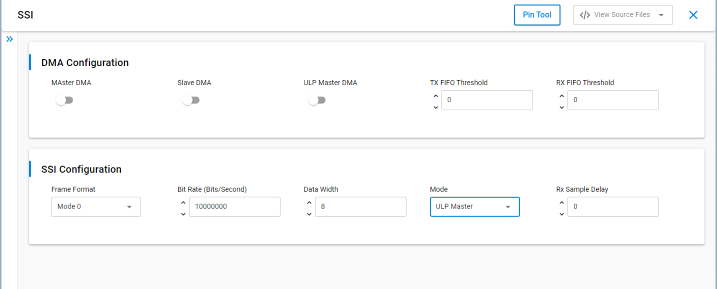 SSI
Pin Tool
</> View Source Files
DMA Configuration
MAster DMA
Slave DMA
ULP Master DMA
TX FIFO Threshold
RX FIFO Threshold
0
0
SSI Configuration
Frame Format
Bit Rate (Bits/Second)
Data Width
Mode
Rx Sample Delay
Mode 0
10000000
8
ULP Master
0